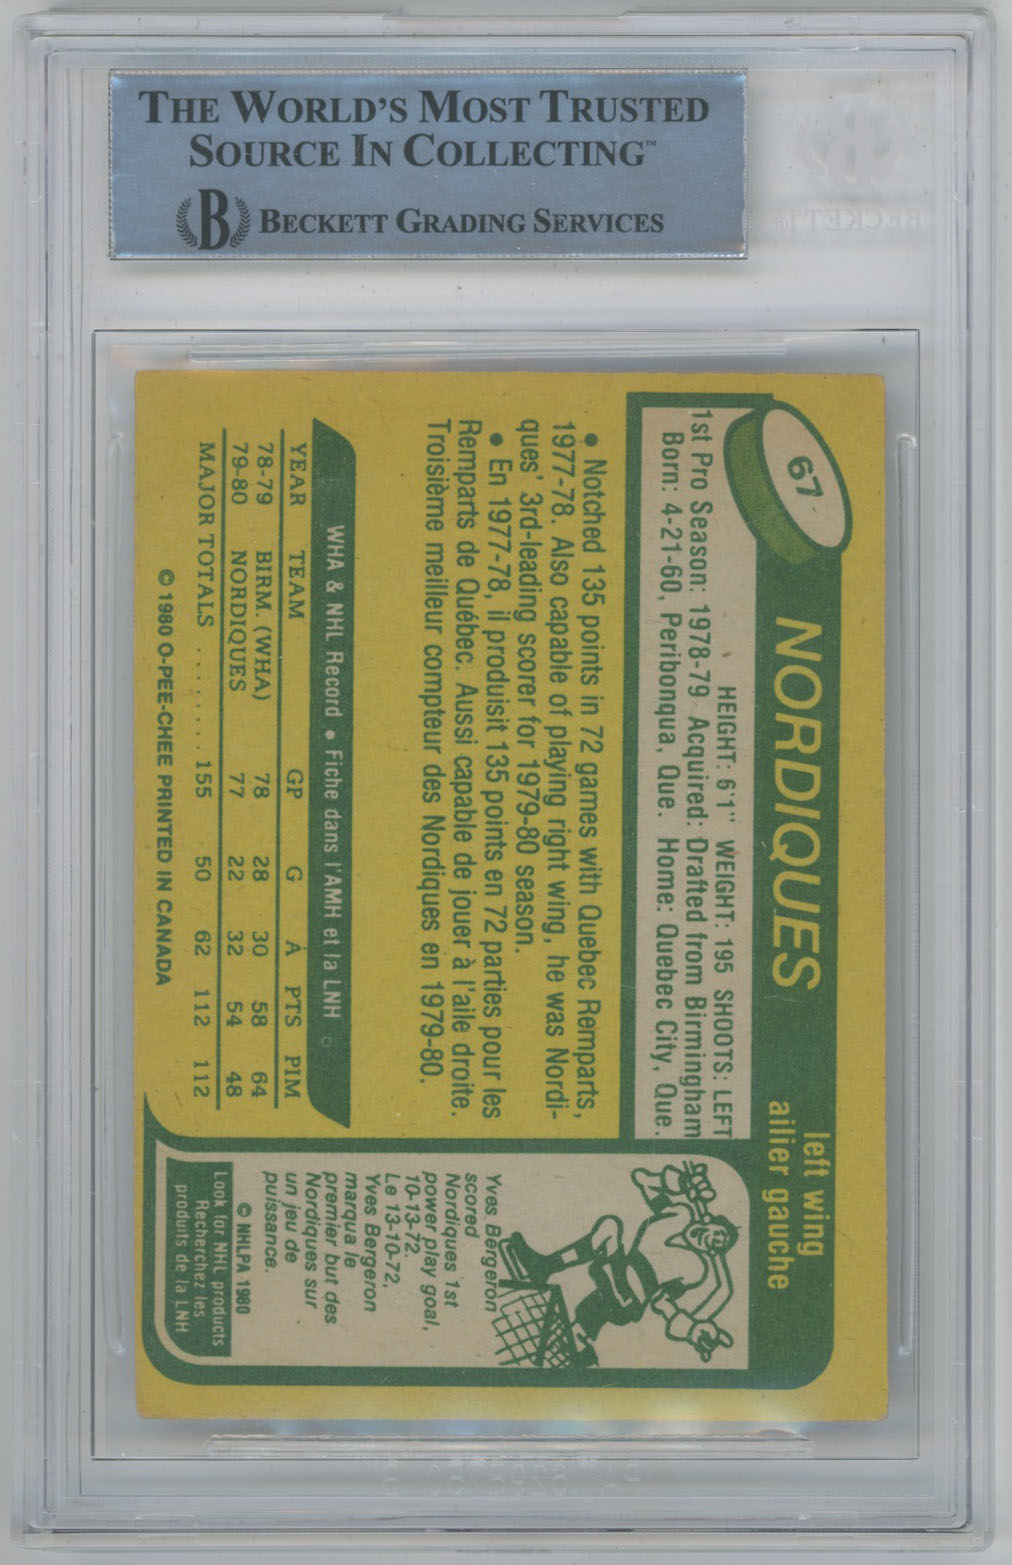 THE WORLD'S MOST TRUSTED
SOURCE IN COLLECTING™
B BECKETT GRADING SERVICES
67
NORDIQUES
left wing
ailier gauche
HEIGHT: 6'1" WEIGHT: 195 SHOOTS: LEFT
1st Pro Season: 1978-79 Acquired: Drafted from Birmingham
Born: 4-21-60, Peribonqua, Que. Home: Quebec City, Que.
• Notched 135 points in 72 games with Quebec Remparts,
1977-78. Also capable of playing right wing, he was Nordi-
ques' 3rd-leading scorer for 1979-80 season.
• En 1977-78, il produisit 135 points en 72 parties pour les
Remparts de Québec. Aussi capable de jouer à l'aile droite.
Troisième meilleur compteur des Nordiques en 1979-80.
WHA & NHL Record • Fiche dans l'AMH et la LNH
YEAR TEAM GP G A PTS PIM
78-79 BIRM. (WHA) 78 28 30 58 64
79-80 NORDIQUES 77 22 32 54 48
MAJOR TOTALS ........ 155 50 62 112 112
© 1980 O-PEE-CHEE PRINTED IN CANADA
Yves Bergeron
scored
Nordiques 1st
power play goal,
10-13-72.
Le 13-10-72,
Yves Bergeron
marqua le
premier but des
Nordiques sur
un jeu de
puissance.
© NHLPA 1980
Look for NHL products
Recherchez les
produits de la LNH